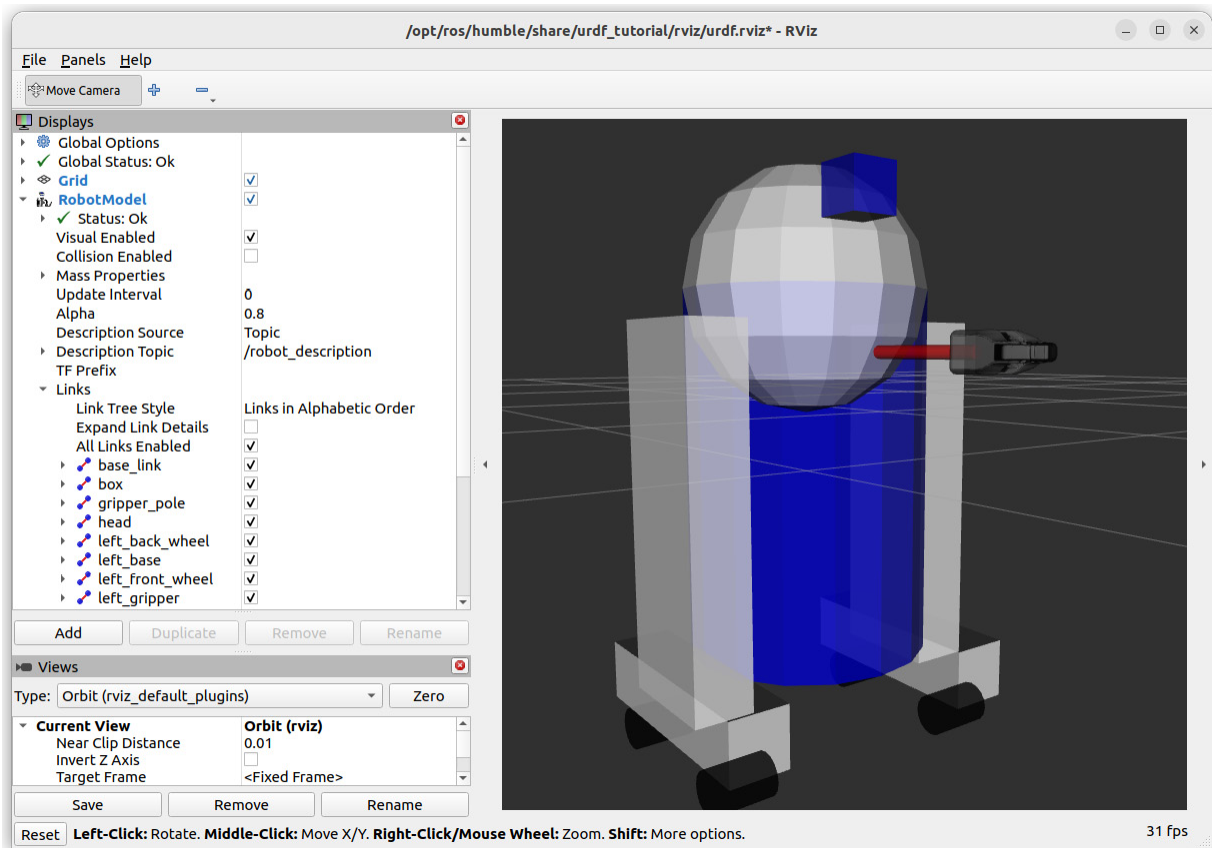 /opt/ros/humble/share/urdf_tutorial/rviz/urdf.rviz* - RViz
File Panels Help
Move Camera
Displays
Global Options
Global Status: Ok
Grid
RobotModel
Status: Ok
Visual Enabled
Collision Enabled
Mass Properties
Update Interval 0
Alpha 0.8
Description Source Topic
Description Topic /robot_description
TF Prefix
Links
Link Tree Style Links in Alphabetic Order
Expand Link Details
All Links Enabled
base_link
box
gripper_pole
head
left_back_wheel
left_base
left_front_wheel
left_gripper
Add Duplicate Remove Rename
Views
Type: Orbit (rviz_default_plugins) Zero
Current View Orbit (rviz)
Near Clip Distance 0.01
Invert Z Axis
Target Frame <Fixed Frame>
Save Remove Rename
Reset Left-Click: Rotate. Middle-Click: Move X/Y. Right-Click/Mouse Wheel: Zoom. Shift: More options. 31 fps